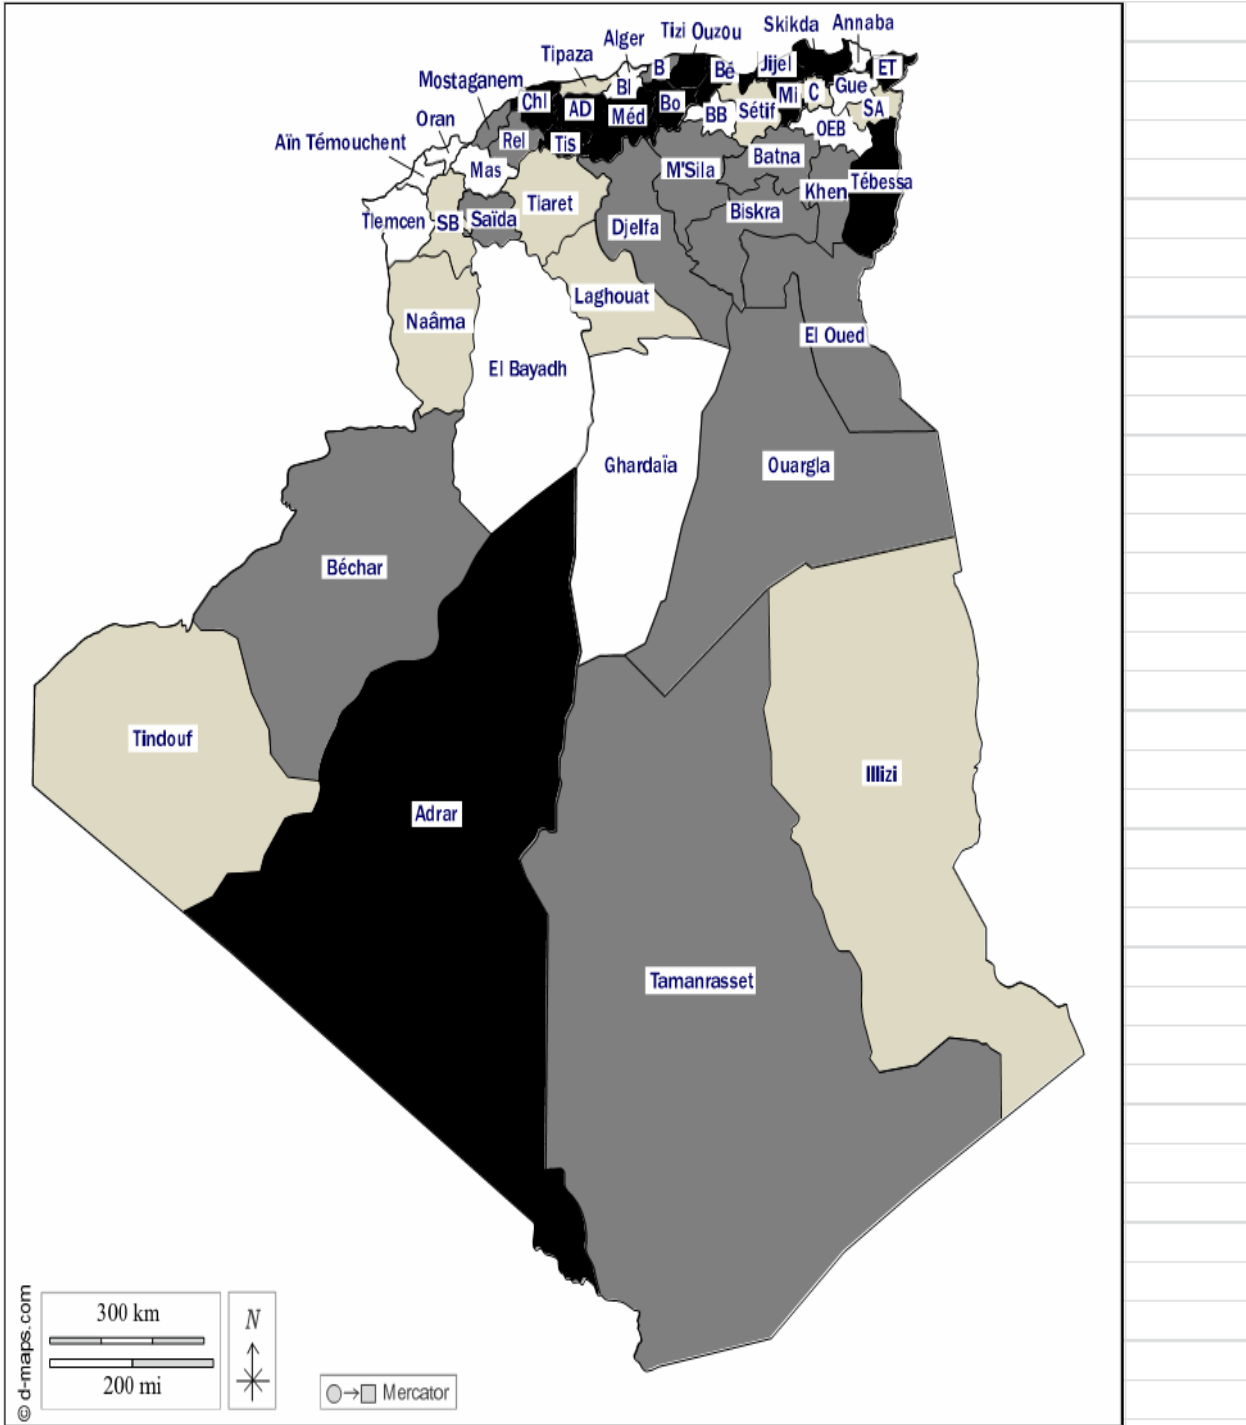 Skikda
Annaba
Tizi Ouzou
Alger
Tipaza
Mostaganem
Oran
Aïn Témouchent
B
Bé
Jijel
ET
Bl
Mi
C
Gue
Chl
AD
Méd
Bo
BB
Sétif
SA
OEB
Rel
Tis
Mas
M'Sila
Batna
Khen
Tébessa
Tlemcen
SB
Saïda
Tiaret
Djelfa
Biskra
Laghouat
Naâma
El Oued
El Bayadh
Ghardaïa
Ouargla
Béchar
Tindouf
Illizi
Adrar
Tamanrasset
© d-maps.com
300 km
200 mi
N
Mercator